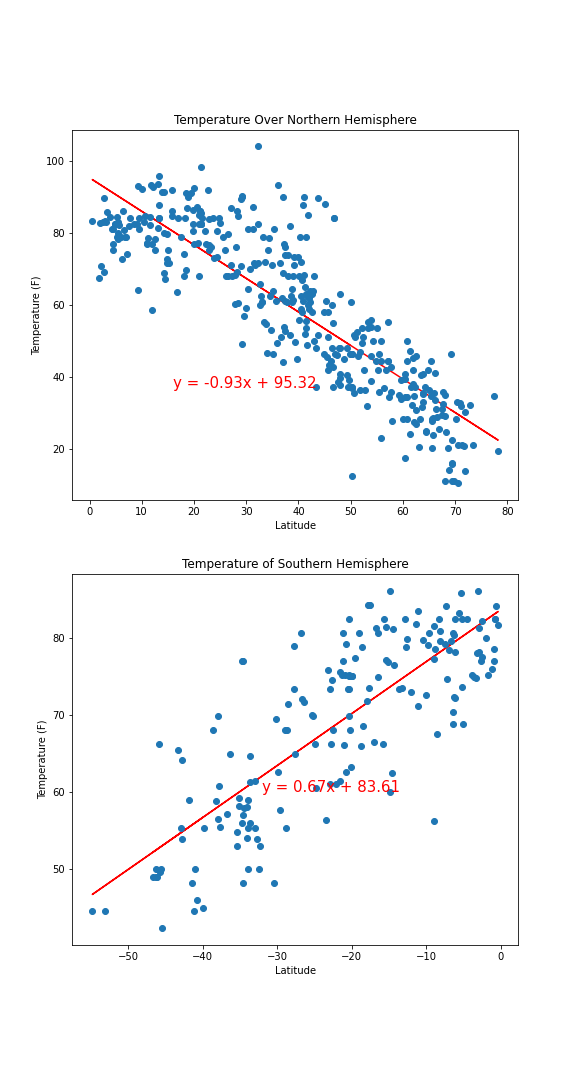 Temperature Over Northern Hemisphere
100
80
60
40
20
Temperature (F)
y = -0.93x + 95.32
0 10 20 30 40 50 60 70 80
Latitude
Temperature of Southern Hemisphere
80
70
60
50
Temperature (F)
y = 0.67x + 83.61
−50 −40 −30 −20 −10 0
Latitude